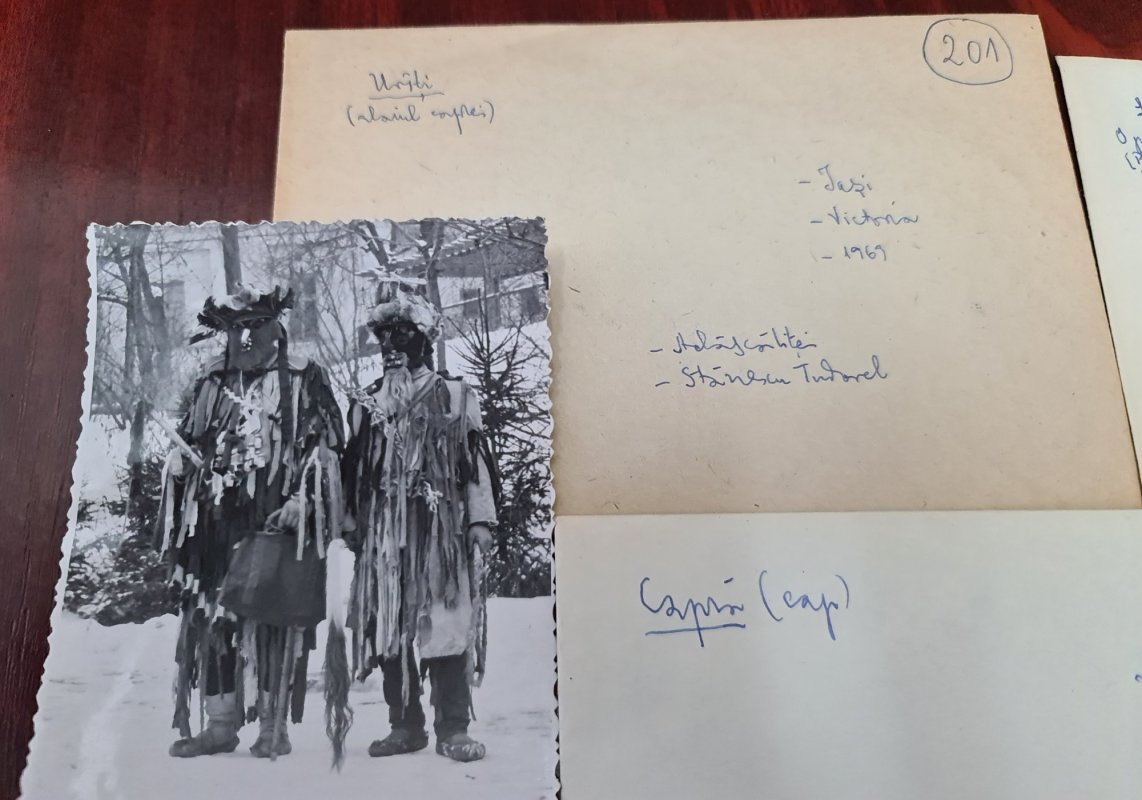 201
Urîți
(alaiul caprei)
- Iași
- Victoria
- 1969
- Adăscăliței
- Stănescu Tudorel
Capră (cap)